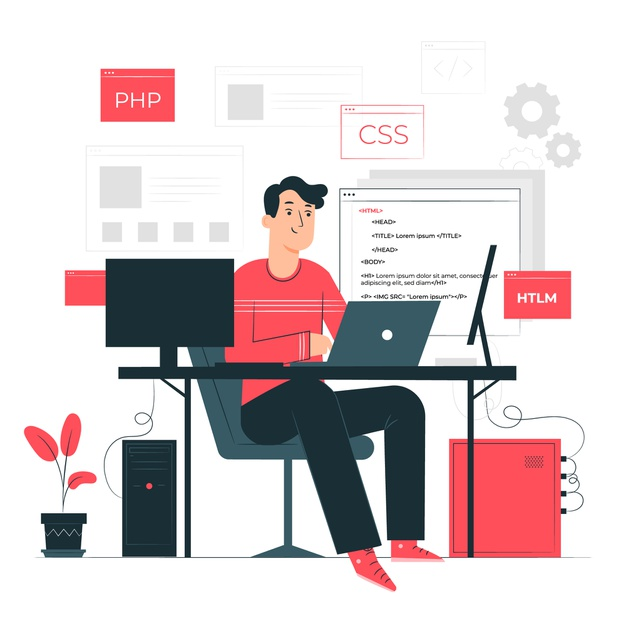 PHP
</>
CSS
<HTML>
<HEAD>
<TITLE> Lorem ipsum </TITLE>
</HEAD>
<BODY>
<H1> Lorem ipsum dolor sit amet, consectetuer
adipiscing elit, sed diam</H1>
<P> <IMG SRC= "Lorem ipsum"></P>
HTLM